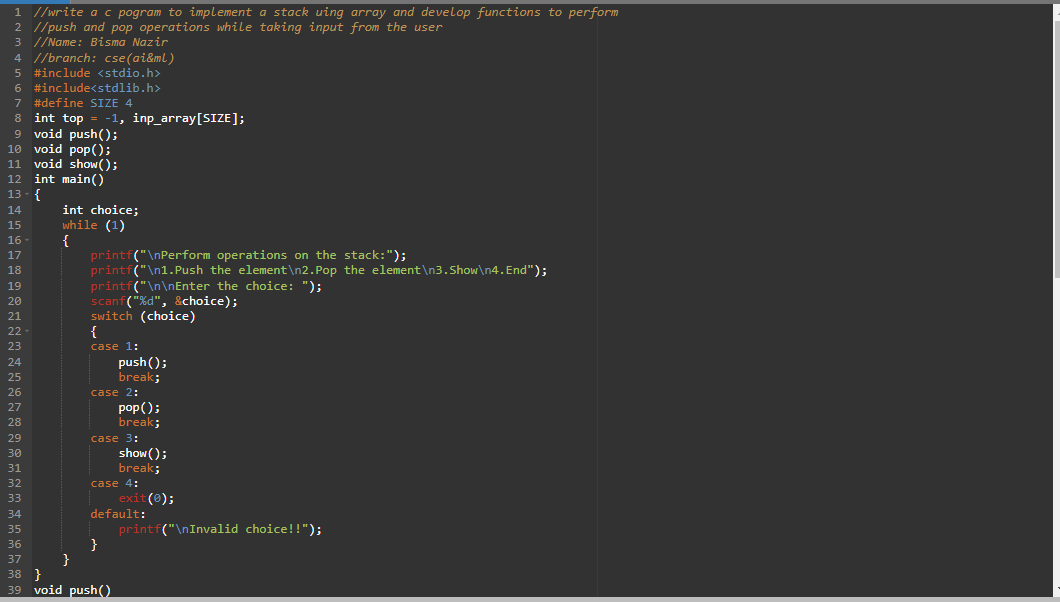 1 //write a c pogram to implement a stack uing array and develop functions to perform
2 //push and pop operations while taking input from the user
3 //Name: Bisma Nazir
4 //branch: cse(ai&ml)
5 #include <stdio.h>
6 #include<stdlib.h>
7 #define SIZE 4
8 int top = -1, inp_array[SIZE];
9 void push();
10 void pop();
11 void show();
12 int main()
13 {
14     int choice;
15     while (1)
16     {
17         printf("\nPerform operations on the stack:");
18         printf("\n1.Push the element\n2.Pop the element\n3.Show\n4.End");
19         printf("\n\nEnter the choice: ");
20         scanf("%d", &choice);
21         switch (choice)
22         {
23         case 1:
24             push();
25             break;
26         case 2:
27             pop();
28             break;
29         case 3:
30             show();
31             break;
32         case 4:
33             exit(0);
34         default:
35             printf("\nInvalid choice!!");
36         }
37     }
38 }
39 void push()